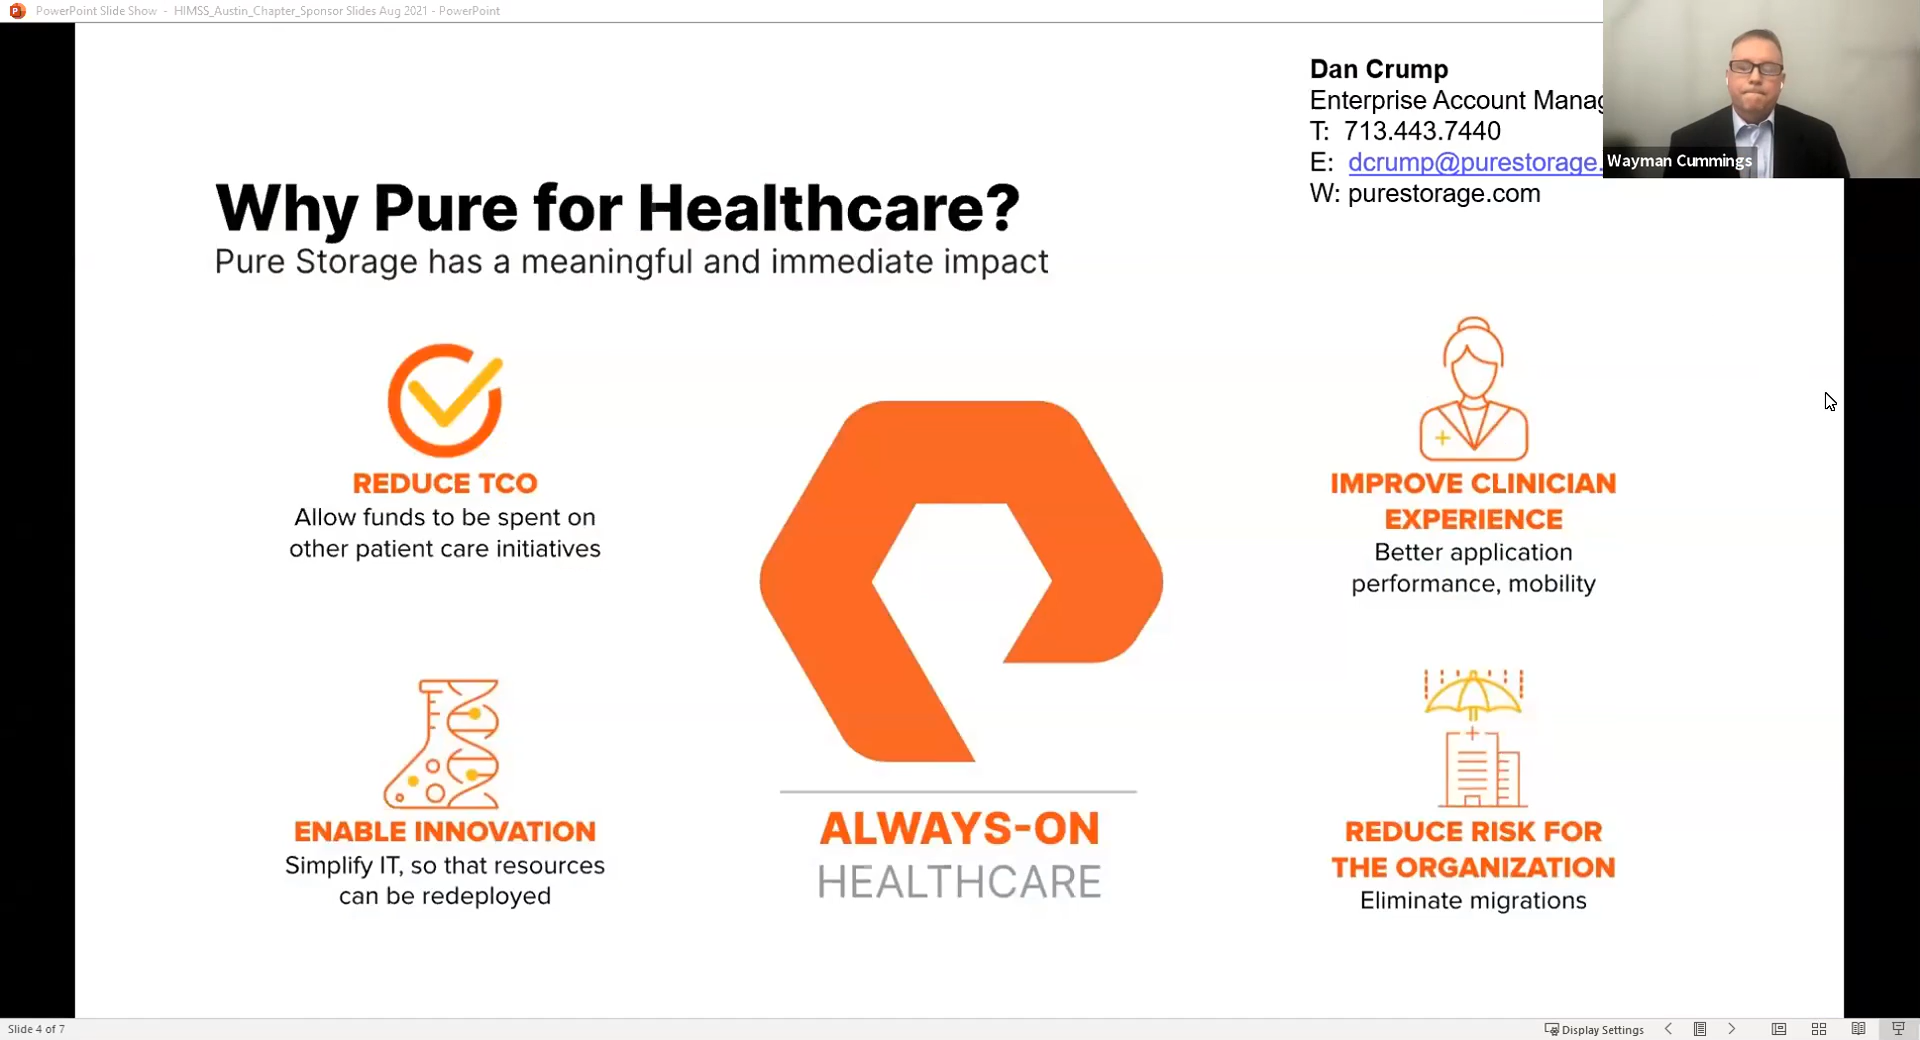 PowerPoint Slide Show - HIMSS_Austin_Chapter_Sponsor Slides Aug 2021 - PowerPoint
Dan Crump
Enterprise Account Manag
T: 713.443.7440
E: dcrump@purestorage.
W: purestorage.com
Wayman Cummings
Why Pure for Healthcare?
Pure Storage has a meaningful and immediate impact
REDUCE TCO
Allow funds to be spent on
other patient care initiatives
IMPROVE CLINICIAN
EXPERIENCE
Better application
performance, mobility
ENABLE INNOVATION
Simplify IT, so that resources
can be redeployed
ALWAYS-ON
HEALTHCARE
REDUCE RISK FOR
THE ORGANIZATION
Eliminate migrations
Slide 4 of 7
Display Settings